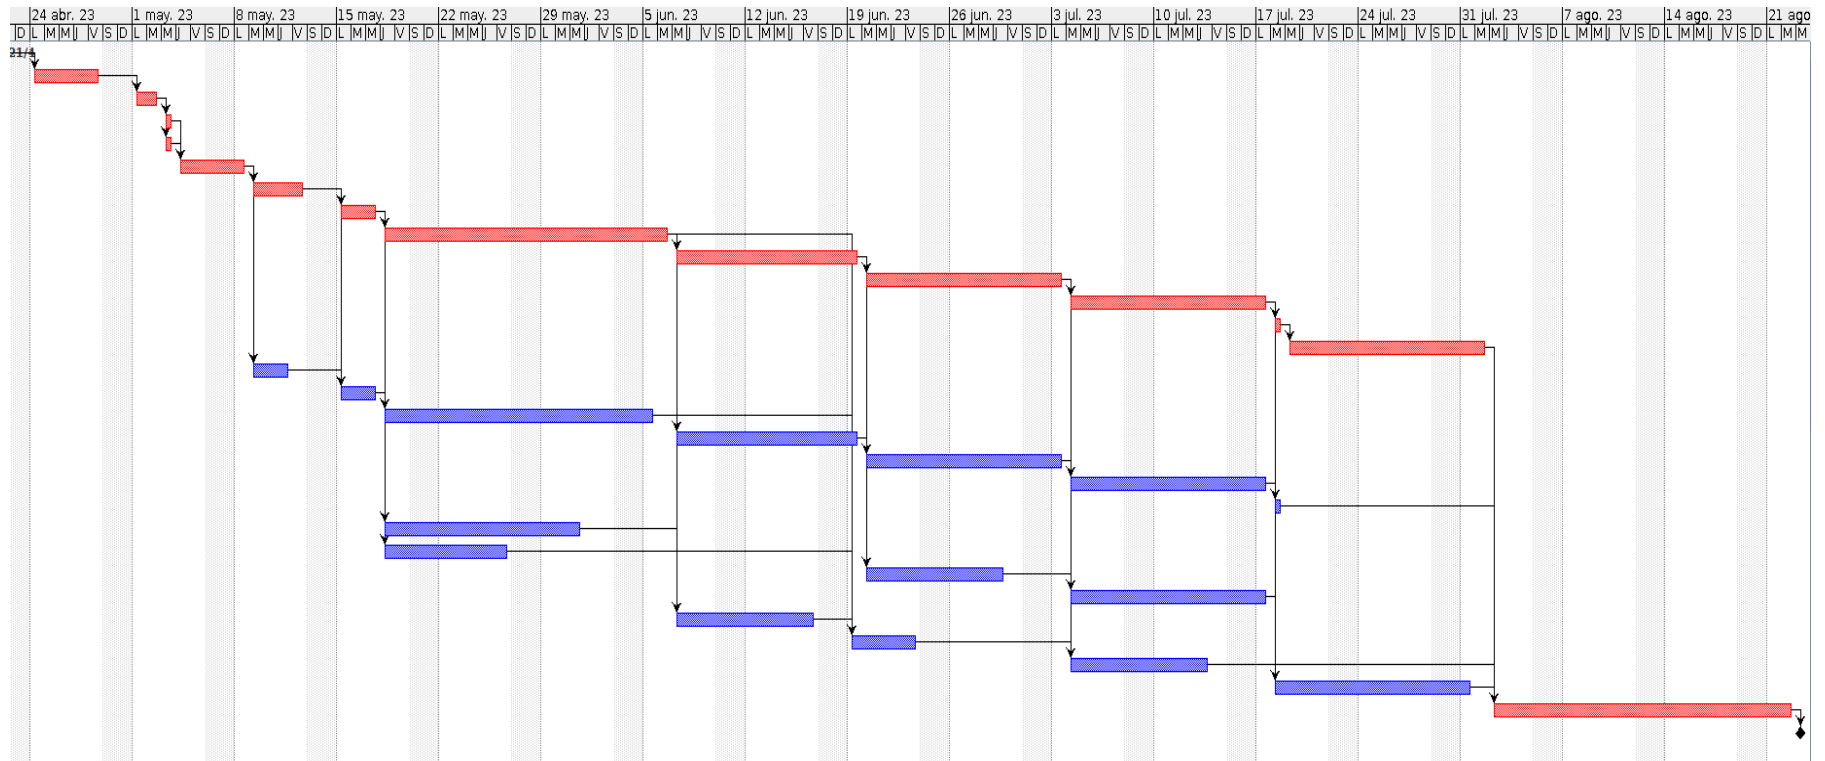 24 abr. 23 1 may. 23 8 may. 23 15 may. 23 22 may. 23 29 may. 23 5 jun. 23 12 jun. 23 19 jun. 23 26 jun. 23 3 jul. 23 10 jul. 23 17 jul. 23 24 jul. 23 31 jul. 23 7 ago. 23 14 ago. 23 21 ago
D L M M J V S D L M M J V S D L M M J V S D L M M J V S D L M M J V S D L M M J V S D L M M J V S D L M M J V S D L M M J V S D L M M J V S D L M M J V S D L M M J V S D L M M J V S D L M M J V S D L M M J V S D L M M J V S D L M M J V S D L M M
21/4